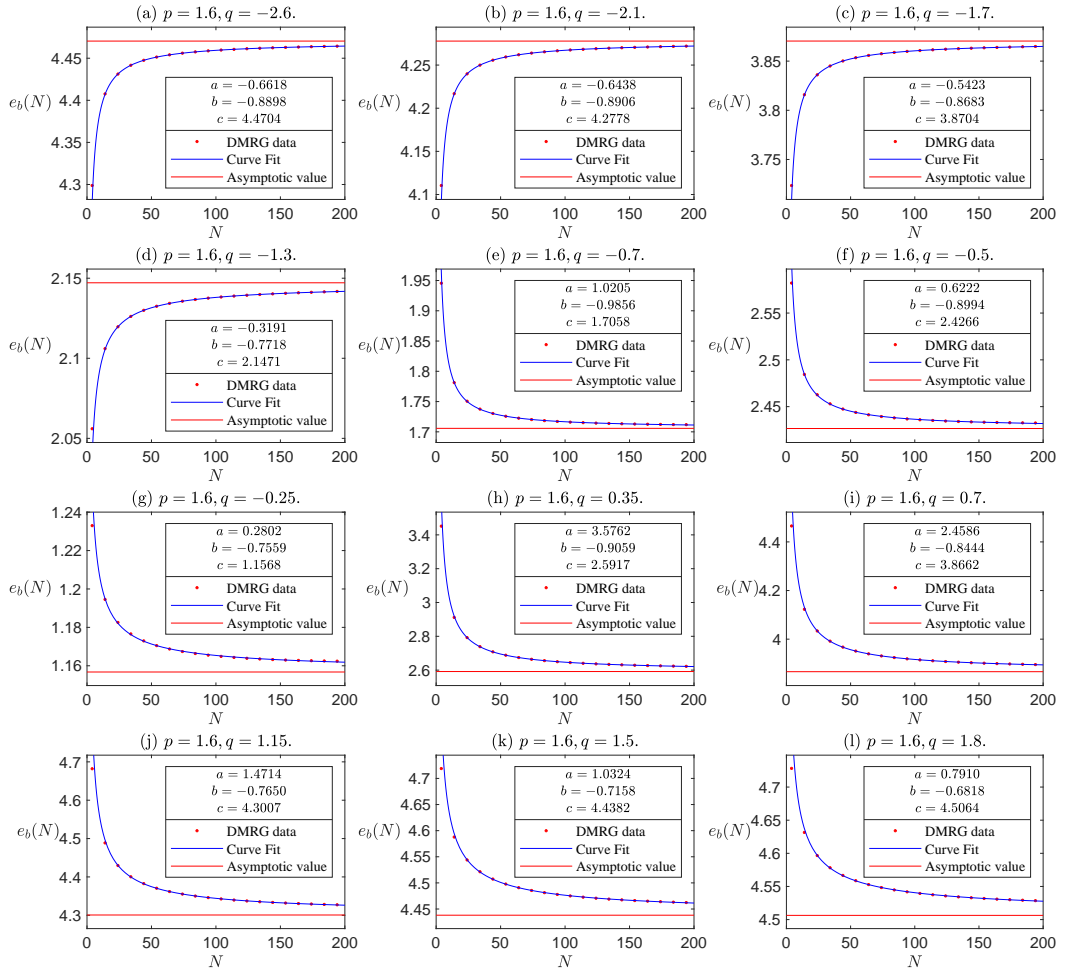 (a) p = 1.6, q = −2.6.
4.45
4.4
4.3
e_b(N)
a = −0.6618
b = −0.8898
c = 4.4704
DMRG data
Curve Fit
Asymptotic value
0 50 100 150 200
N
(b) p = 1.6, q = −2.1.
4.25
4.2
4.1
e_b(N)
a = −0.6438
b = −0.8906
c = 4.2778
DMRG data
Curve Fit
Asymptotic value
0 50 100 150 200
N
(c) p = 1.6, q = −1.7.
3.85
3.8
3.75
e_b(N)
a = −0.5423
b = −0.8683
c = 3.8704
DMRG data
Curve Fit
Asymptotic value
0 50 100 150 200
N
(d) p = 1.6, q = −1.3.
2.15
2.1
2.05
e_b(N)
a = −0.3191
b = −0.7718
c = 2.1471
DMRG data
Curve Fit
Asymptotic value
0 50 100 150 200
N
(e) p = 1.6, q = −0.7.
1.95
1.9
1.85
1.8
1.75
1.7
e_b(N)
a = 1.0205
b = −0.9856
c = 1.7058
DMRG data
Curve Fit
Asymptotic value
0 50 100 150 200
N
(f) p = 1.6, q = −0.5.
2.55
2.5
2.45
e_b(N)
a = 0.6222
b = −0.8994
c = 2.4266
DMRG data
Curve Fit
Asymptotic value
0 50 100 150 200
N
(g) p = 1.6, q = −0.25.
1.24
1.22
1.2
1.18
1.16
e_b(N)
a = 0.2802
b = −0.7559
c = 1.1568
DMRG data
Curve Fit
Asymptotic value
0 50 100 150 200
N
(h) p = 1.6, q = 0.35.
3.4
3.2
3
2.8
2.6
e_b(N)
a = 3.5762
b = −0.9059
c = 2.5917
DMRG data
Curve Fit
Asymptotic value
0 50 100 150 200
N
(i) p = 1.6, q = 0.7.
4.4
4.2
4
e_b(N)
a = 2.4586
b = −0.8444
c = 3.8662
DMRG data
Curve Fit
Asymptotic value
0 50 100 150 200
N
(j) p = 1.6, q = 1.15.
4.7
4.6
4.5
4.4
4.3
e_b(N)
a = 1.4714
b = −0.7650
c = 4.3007
DMRG data
Curve Fit
Asymptotic value
0 50 100 150 200
N
(k) p = 1.6, q = 1.5.
4.7
4.65
4.6
4.55
4.5
4.45
e_b(N)
a = 1.0324
b = −0.7158
c = 4.4382
DMRG data
Curve Fit
Asymptotic value
0 50 100 150 200
N
(l) p = 1.6, q = 1.8.
4.7
4.65
4.6
4.55
4.5
e_b(N)
a = 0.7910
b = −0.6818
c = 4.5064
DMRG data
Curve Fit
Asymptotic value
0 50 100 150 200
N